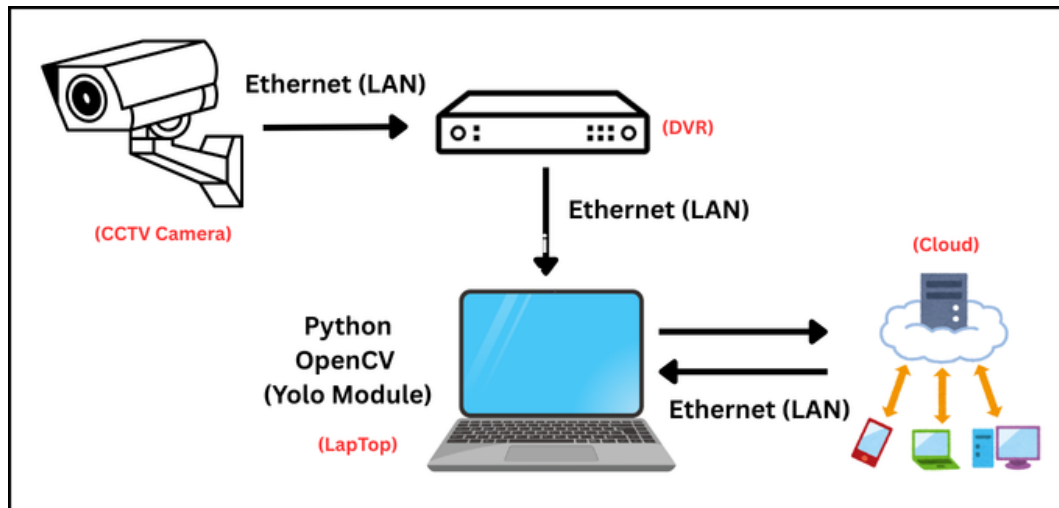 Ethernet (LAN)
(DVR)
(CCTV Camera)
Ethernet (LAN)
(Cloud)
Python
OpenCV
(Yolo Module)
(LapTop)
Ethernet (LAN)